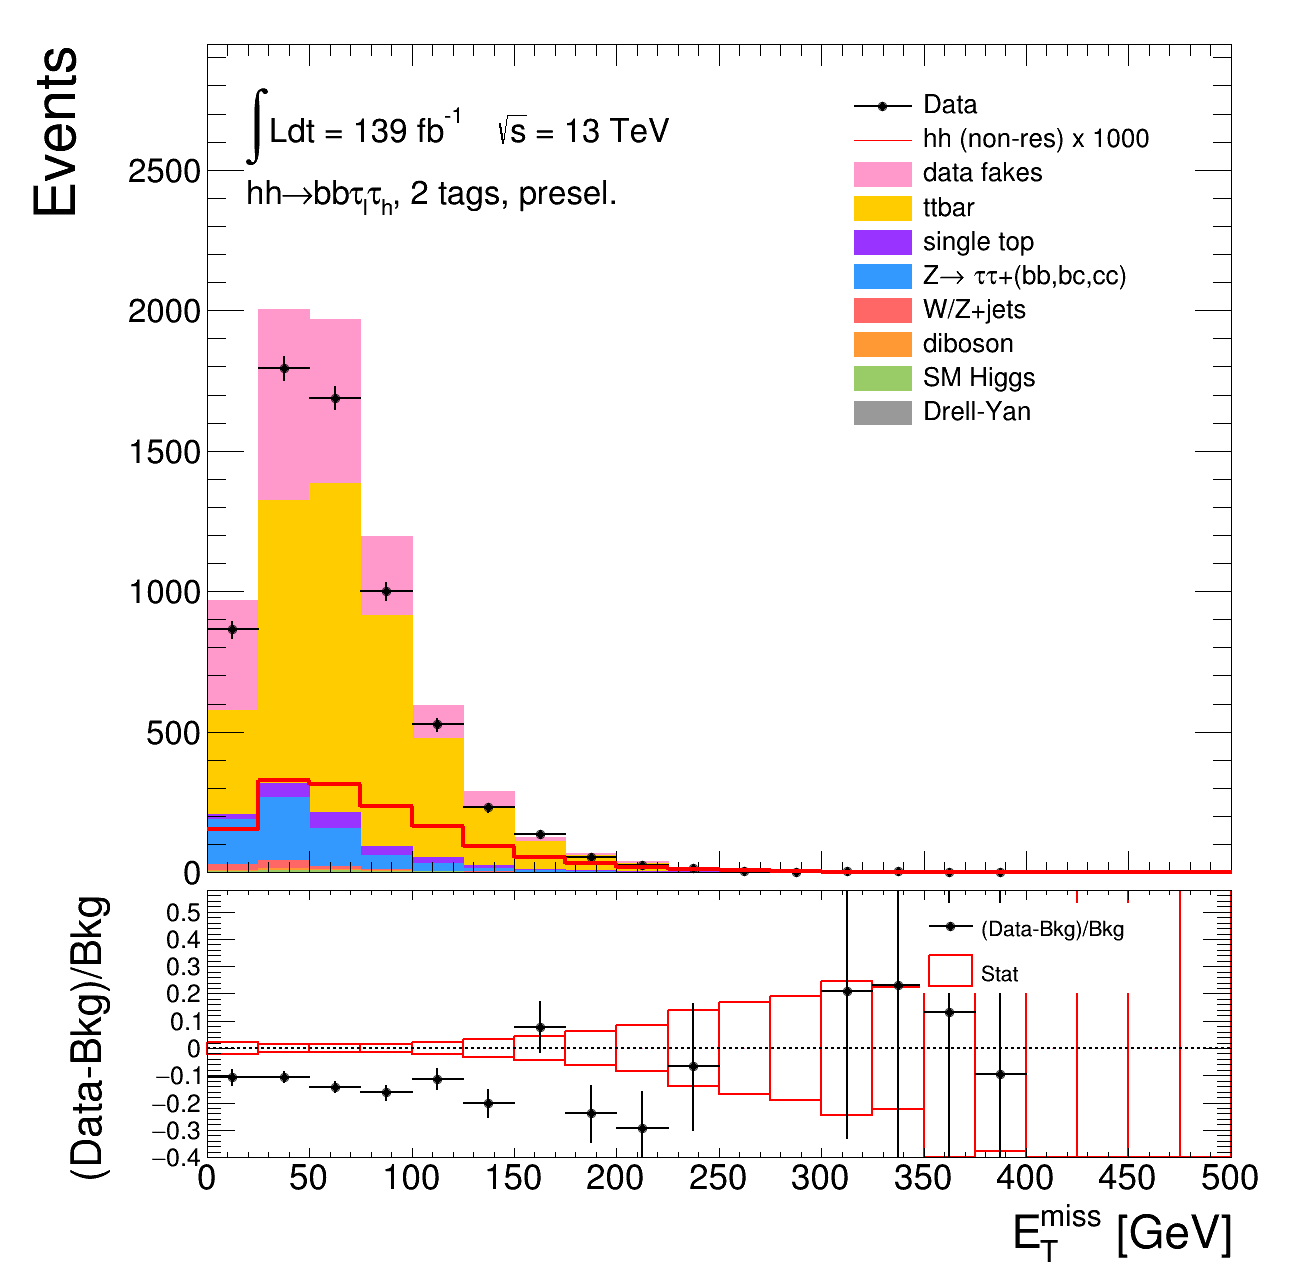 Events
∫Ldt = 139 fb⁻¹ √s = 13 TeV
hh→bbτlτh, 2 tags, presel.
Data
hh (non-res) x 1000
data fakes
ttbar
single top
Z→ ττ+(bb,bc,cc)
W/Z+jets
diboson
SM Higgs
Drell-Yan
2500
2000
1500
1000
500
0
(Data-Bkg)/Bkg
(Data-Bkg)/Bkg
Stat
0.5
0.4
0.3
0.2
0.1
0
−0.1
−0.2
−0.3
−0.4
0 50 100 150 200 250 300 350 400 450 500
E_T^miss [GeV]